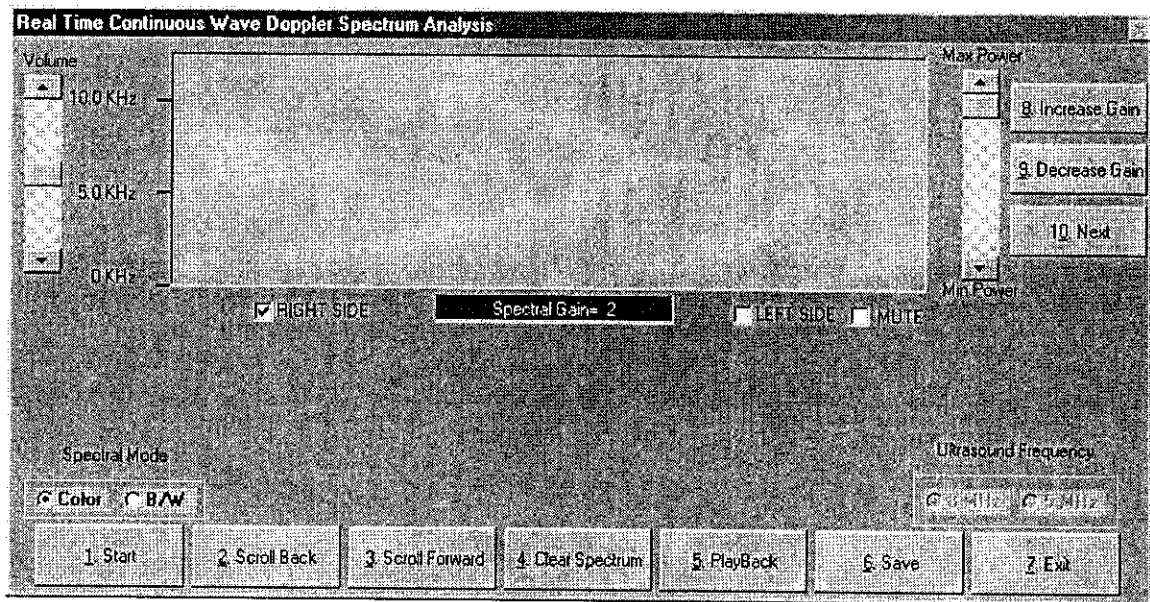 Real Time Continuous Wave Doppler Spectrum Analysis
Volume
Max Power
10.0 KHz
8. Increase Gain
5.0 KHz
9. Decrease Gain
10. Next
0 KHz
Min Power
RIGHT SIDE
Spectral Gain= 2
LEFT SIDE
MUTE
Spectral Mode
Ultrasound Frequency
Color
B/W
MHz
MHz
1. Start
2. Scroll Back
3. Scroll Forward
4. Clear Spectrum
5. PlayBack
6. Save
7. Exit